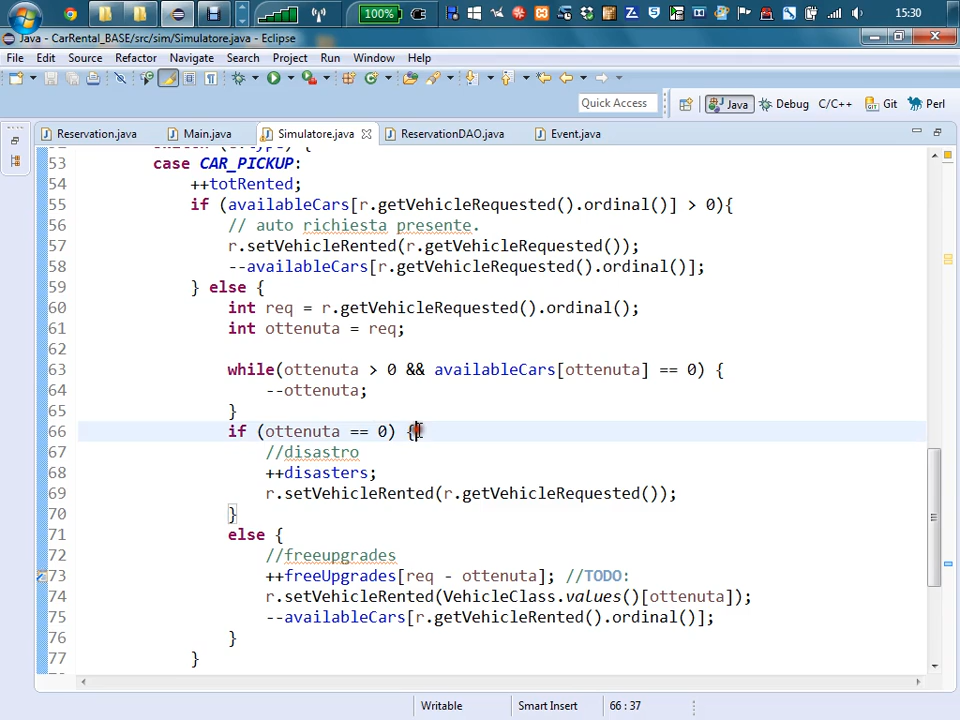 100%
15:30
Java - CarRental_BASE/src/sim/Simulatore.java - Eclipse
File Edit Source Refactor Navigate Search Project Run Window Help
Quick Access
Java Debug C/C++ Git Perl
Reservation.java Main.java Simulatore.java ReservationDAO.java Event.java
53 case CAR_PICKUP:
54 ++totRented;
55 if (availableCars[r.getVehicleRequested().ordinal()] > 0){
56 // auto richiesta presente.
57 r.setVehicleRented(r.getVehicleRequested());
58 --availableCars[r.getVehicleRequested().ordinal()];
59 } else {
60 int req = r.getVehicleRequested().ordinal();
61 int ottenuta = req;
62
63 while(ottenuta > 0 && availableCars[ottenuta] == 0) {
64 --ottenuta;
65 }
66 if (ottenuta == 0) {
67 //disastro
68 ++disasters;
69 r.setVehicleRented(r.getVehicleRequested());
70 }
71 else {
72 //freeupgrades
73 ++freeUpgrades[req - ottenuta]; //TODO:
74 r.setVehicleRented(VehicleClass.values()[ottenuta]);
75 --availableCars[r.getVehicleRented().ordinal()];
76 }
77 }
Writable Smart Insert 66 : 37